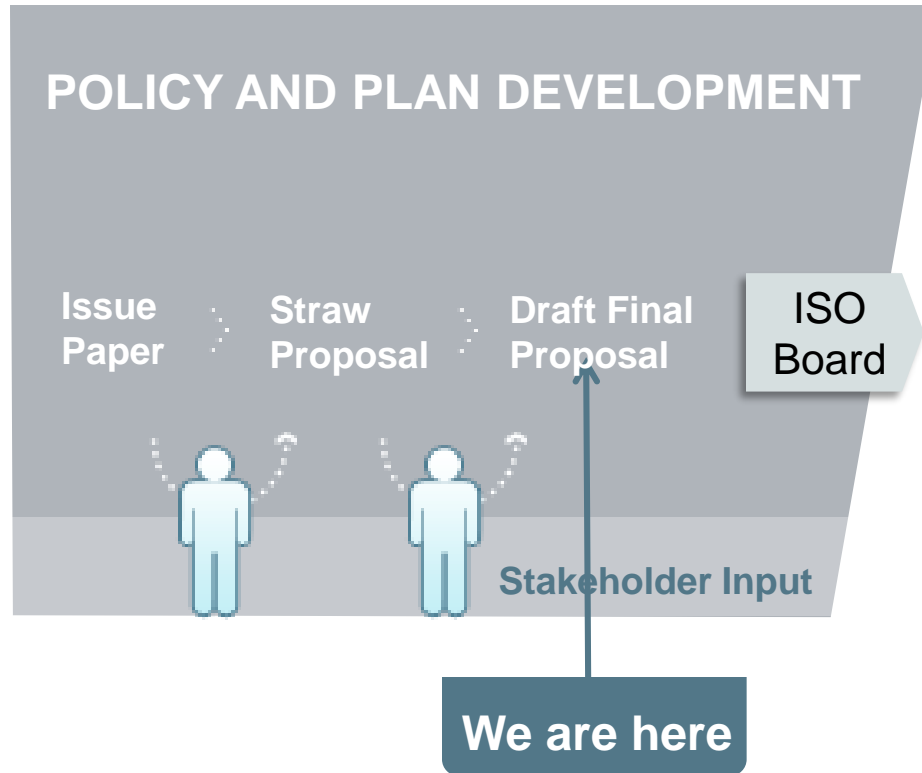 POLICY AND PLAN DEVELOPMENT
Issue
Paper
Straw
Proposal
Draft Final
Proposal
ISO
Board
Stakeholder Input
We are here